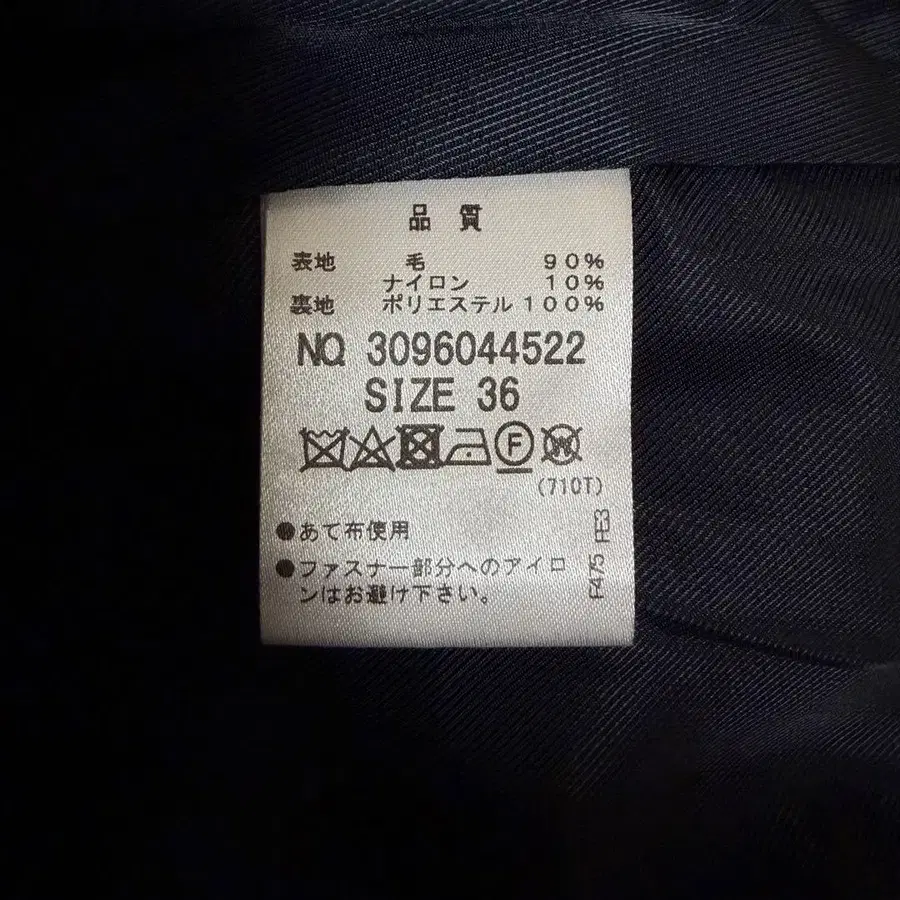 品質
表地 毛 90%
ナイロン 10%
裏地 ポリエステル 100%
NO 3096044522
SIZE 36
F W
(710T)
●あて布使用
●ファスナー部分へのアイロ
ンはお避け下さい。
F475 FE3